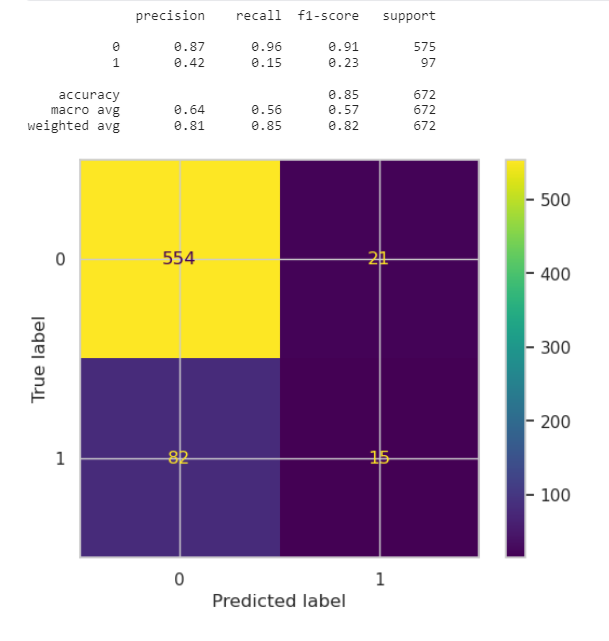 precision recall f1-score support
0 0.87 0.96 0.91 575
1 0.42 0.15 0.23 97
accuracy 0.85 672
macro avg 0.64 0.56 0.57 672
weighted avg 0.81 0.85 0.82 672
500
554 21
0
400
300
True label
200
82 15
1
100
0 1
Predicted label